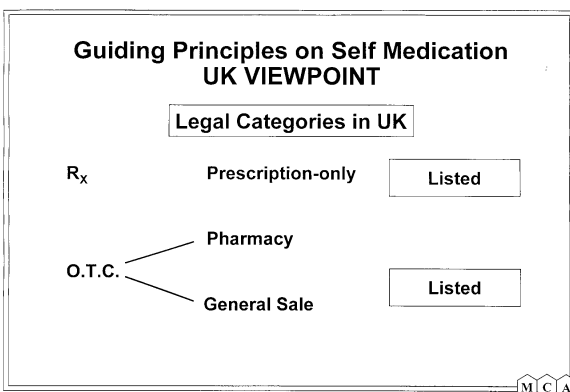 Guiding Principles on Self Medication
UK VIEWPOINT
Legal Categories in UK
Rx Prescription-only Listed
Pharmacy
O.T.C.
General Sale Listed
M C A